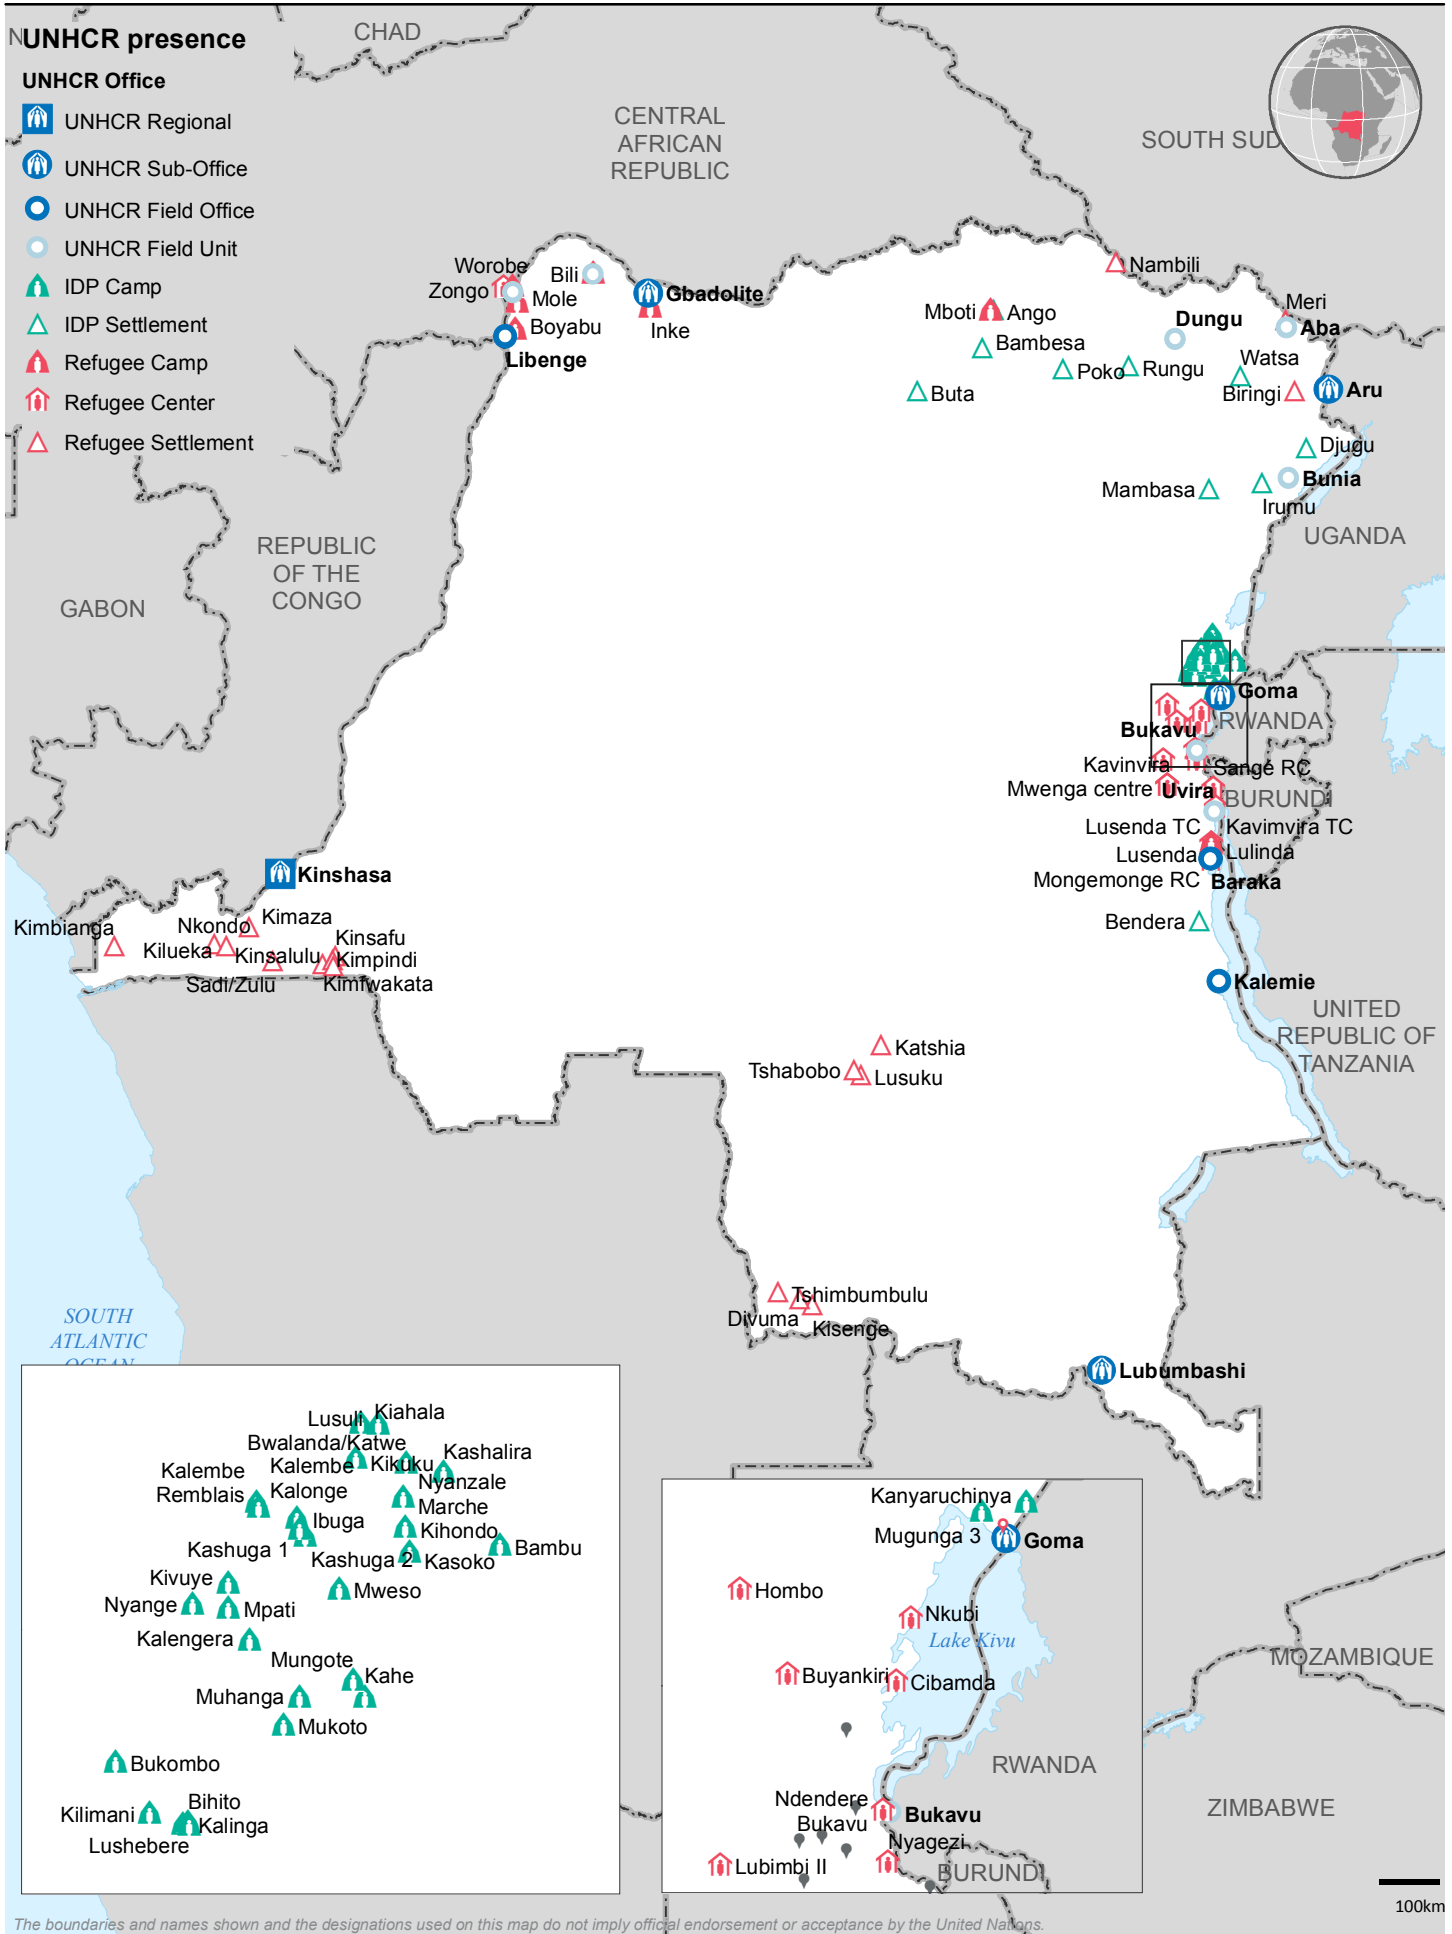 UNHCR presence
UNHCR Office
UNHCR Regional
UNHCR Sub-Office
UNHCR Field Office
UNHCR Field Unit
IDP Camp
IDP Settlement
Refugee Camp
Refugee Center
Refugee Settlement
N
CHAD
CENTRAL
AFRICAN
REPUBLIC
SOUTH SUD
Worobe
Zongo
Bili
Mole
Boyabu
Libenge
Gbadolite
Inke
Nambili
Mboti
Ango
Bambesa
Dungu
Meri
Aba
Poko
Rungu
Watsa
Buta
Biringi
Aru
Djugu
Bunia
Mambasa
Irumu
UGANDA
REPUBLIC
OF THE
CONGO
GABON
Goma
RWANDA
Bukavu
Kavinvira
Sange RC
Mwenga centre
Uvira
BURUNDI
Lusenda TC
Kavimvira TC
Lusenda
Lulinda
Mongemonge RC
Baraka
Bendera
Kalemie
UNITED
REPUBLIC OF
TANZANIA
Kinshasa
Kimbianga
Nkondo
Kimaza
Kilueka
Kinsalulu
Kinsafu
Kimpindi
Sadi/Zulu
Kimfwakata
Katshia
Tshabobo
Lusuku
Tshimbumbulu
Divuma
Kisenge
Lubumbashi
SOUTH
ATLANTIC
OCEAN
Lusuli
Kiahala
Bwalanda/Katwe
Kalembe
Kikuku
Kashalira
Kalembe
Remblais
Kalonge
Nyanzale
Marche
Ibuga
Kihondo
Kashuga 1
Kashuga 2
Kasoko
Bambu
Kivuye
Mweso
Nyange
Mpati
Kalengera
Mungote
Kahe
Muhanga
Mukoto
Bukombo
Kilimani
Bihito
Kalinga
Lushebere
Kanyaruchinya
Mugunga 3
Goma
Hombo
Nkubi
Lake Kivu
Buyankiri
Cibamda
RWANDA
Ndendere
Bukavu
Bukavu
Nyagezi
Lubimbi II
BURUNDI
MOZAMBIQUE
ZIMBABWE
100km
The boundaries and names shown and the designations used on this map do not imply official endorsement or acceptance by the United Nations.